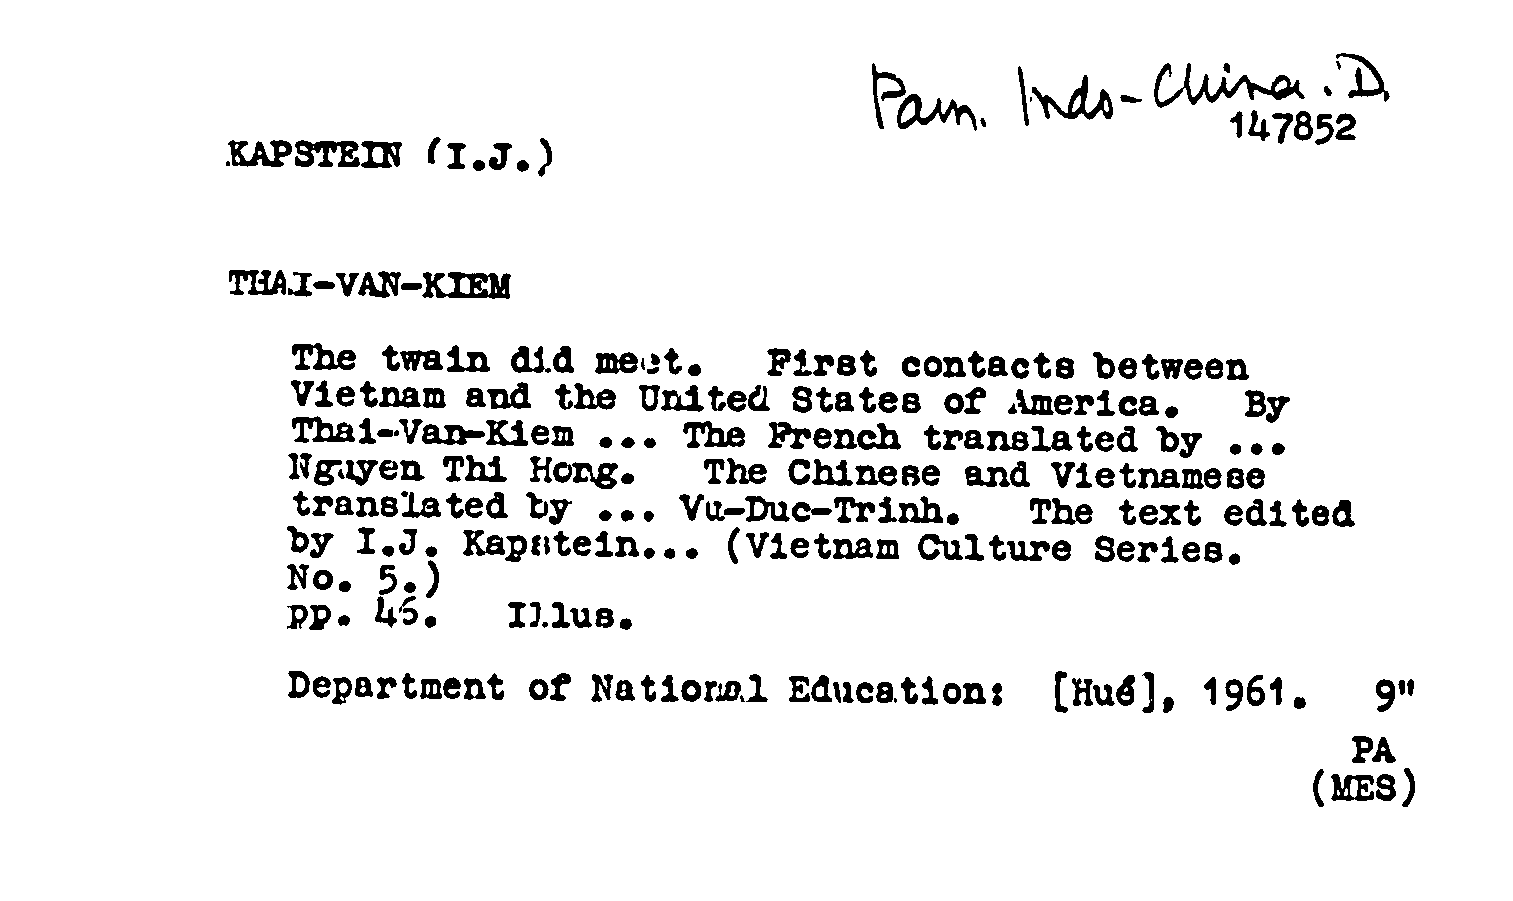 Pam. Indo-China. D.
147852
KAPSTEIN (I.J.)
THAI-VAN-KIEM
The twain did meet. First contacts between
Vietnam and the United States of America. By
Thai-Van-Kiem ... The French translated by ...
Nguyen Thi Hong. The Chinese and Vietnamese
translated by ... Vu-Duc-Trinh. The text edited
by I.J. Kapstein... (Vietnam Culture Series.
No. 5.)
pp. 46. Illus.
Department of National Education: [Hué], 1961. 9"
PA
(MES)